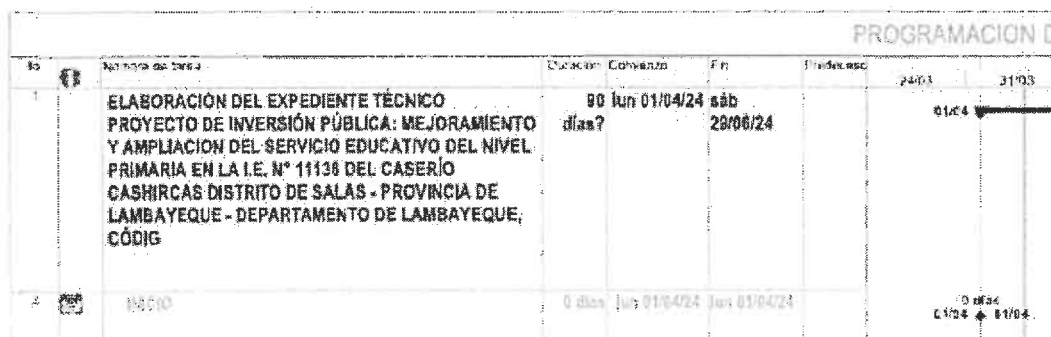 PROGRAMACION D
Id Nombre de tarea Duración Comienzo Fin Predeceso
24/03 31/03
1 ELABORACIÓN DEL EXPEDIENTE TÉCNICO 90 lun 01/04/24 sáb 01/04
PROYECTO DE INVERSIÓN PÚBLICA: MEJORAMIENTO días? 29/06/24
Y AMPLIACION DEL SERVICIO EDUCATIVO DEL NIVEL
PRIMARIA EN LA I.E. N° 11136 DEL CASERÍO
CASHIRCAS DISTRITO DE SALAS - PROVINCIA DE
LAMBAYEQUE - DEPARTAMENTO DE LAMBAYEQUE,
CÓDIG
INICIO 0 días lun 01/04/24 lun 01/04/24 0 días
01/04 01/04